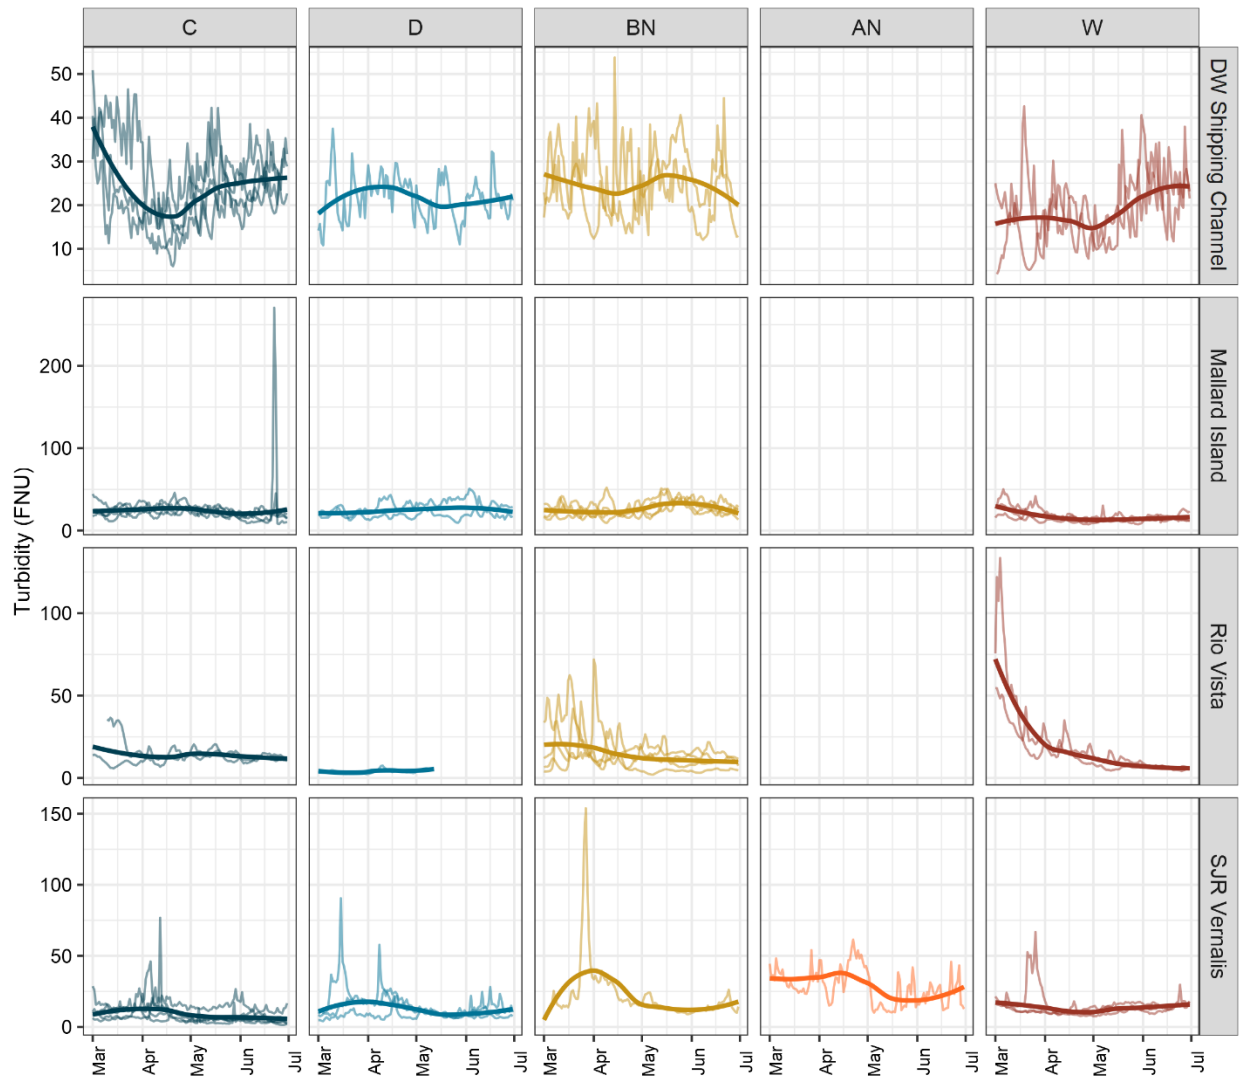 C D BN AN W
50
40
30
20
10
DW Shipping Channel
200
100
0
Mallard Island
Turbidity (FNU)
100
50
0
Rio Vista
150
100
50
0
SJR Vernalis
Mar Apr May Jun Jul Mar Apr May Jun Jul Mar Apr May Jun Jul Mar Apr May Jun Jul Mar Apr May Jun Jul